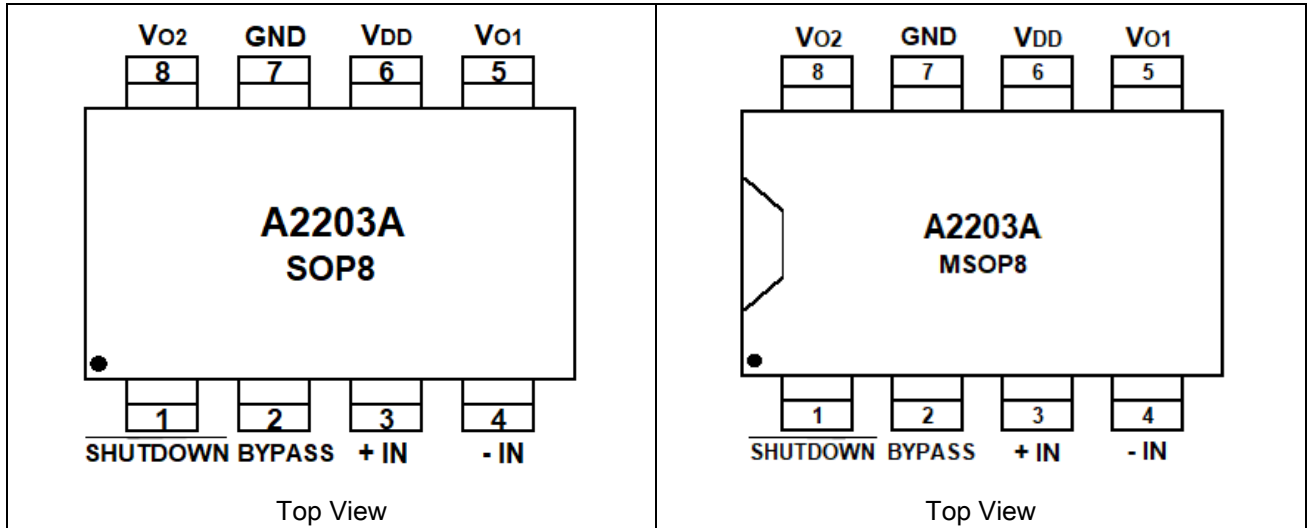 VO2 GND VDD VO1
8 7 6 5
A2203A
SOP8
1 2 3 4
SHUTDOWN BYPASS + IN - IN
Top View
VO2 GND VDD VO1
8 7 6 5
A2203A
MSOP8
1 2 3 4
SHUTDOWN BYPASS + IN - IN
Top View